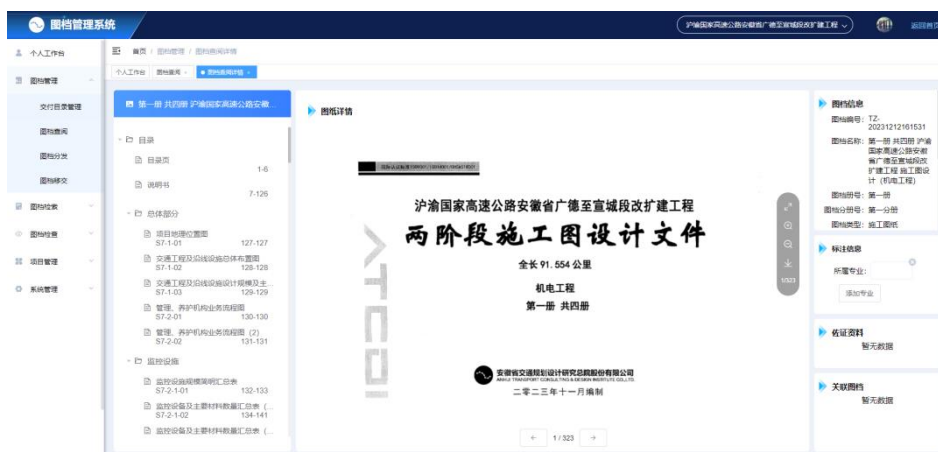 图档管理系统
沪渝国家高速公路安徽省广德至宣城段改扩建工程
返回首页
个人工作台
图档管理
交付目录管理
图档查阅
图档分发
图档移交
图档检索
图档检查
项目管理
系统管理
首页 / 图档管理 / 图档查阅详情
个人工作台
图档查阅
图档查阅详情
第一册 共四册 沪渝国家高速公路安徽...
目录
目录页
1-6
说明书
7-126
总体部分
项目地理位置图
S7-1-01 127-127
交通工程及沿线设施总体布置图
S7-1-02 128-128
交通工程及沿线设施设计规模及主...
S7-1-03 129-129
管理、养护机构业务流程图
S7-2-01 130-130
管理、养护机构业务流程图 (2)
S7-2-02 131-131
监控设施
监控设施规模简明汇总表
S7-2-1-01 132-133
监控设备及主要材料数量汇总表 (...
S7-2-1-02 134-141
监控设备及主要材料数量汇总表 (...
图纸详情
沪渝国家高速公路安徽省广德至宣城段改扩建工程
两阶段施工图设计文件
全长 91.554 公里
机电工程
第一册 共四册
安徽省交通规划设计研究总院股份有限公司
ANHUI TRANSPORT CONSULTING & DESIGN INSTITUTE CO.,LTD.
二零二三年十一月编制
1/323
1/323
图档信息
图档编号: TZ-
20231212161531
图档名称: 第一册 共四册 沪渝
国家高速公路安徽
省广德至宣城段改
扩建工程 施工图设
计 (机电工程)
图档册号: 第一册
图档分册号: 第一分册
图档类型: 施工图纸
标注信息
所属专业:
添加专业
佐证资料
暂无数据
关联图档
暂无数据